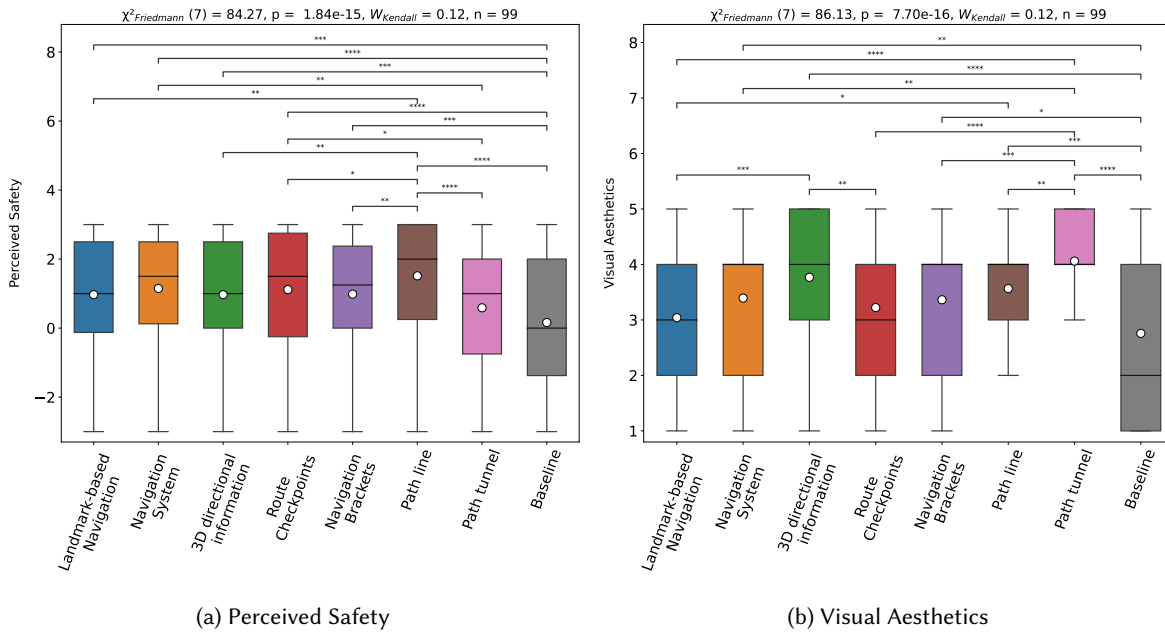 χ²Friedmann (7) = 84.27, p = 1.84e-15, WKendall = 0.12, n = 99
Perceived Safety
8
6
4
2
0
−2
***
****
***
**
**
****
***
*
**
****
*
****
**
Landmark-based
Navigation
Navigation
System
3D directional
information
Route
Checkpoints
Navigation
Brackets
Path line
Path tunnel
Baseline
(a) Perceived Safety
χ²Friedmann (7) = 86.13, p = 7.70e-16, WKendall = 0.12, n = 99
Visual Aesthetics
8
7
6
5
4
3
2
1
**
****
****
**
*
*
****
***
***
***
****
**
**
Landmark-based
Navigation
Navigation
System
3D directional
information
Route
Checkpoints
Navigation
Brackets
Path line
Path tunnel
Baseline
(b) Visual Aesthetics